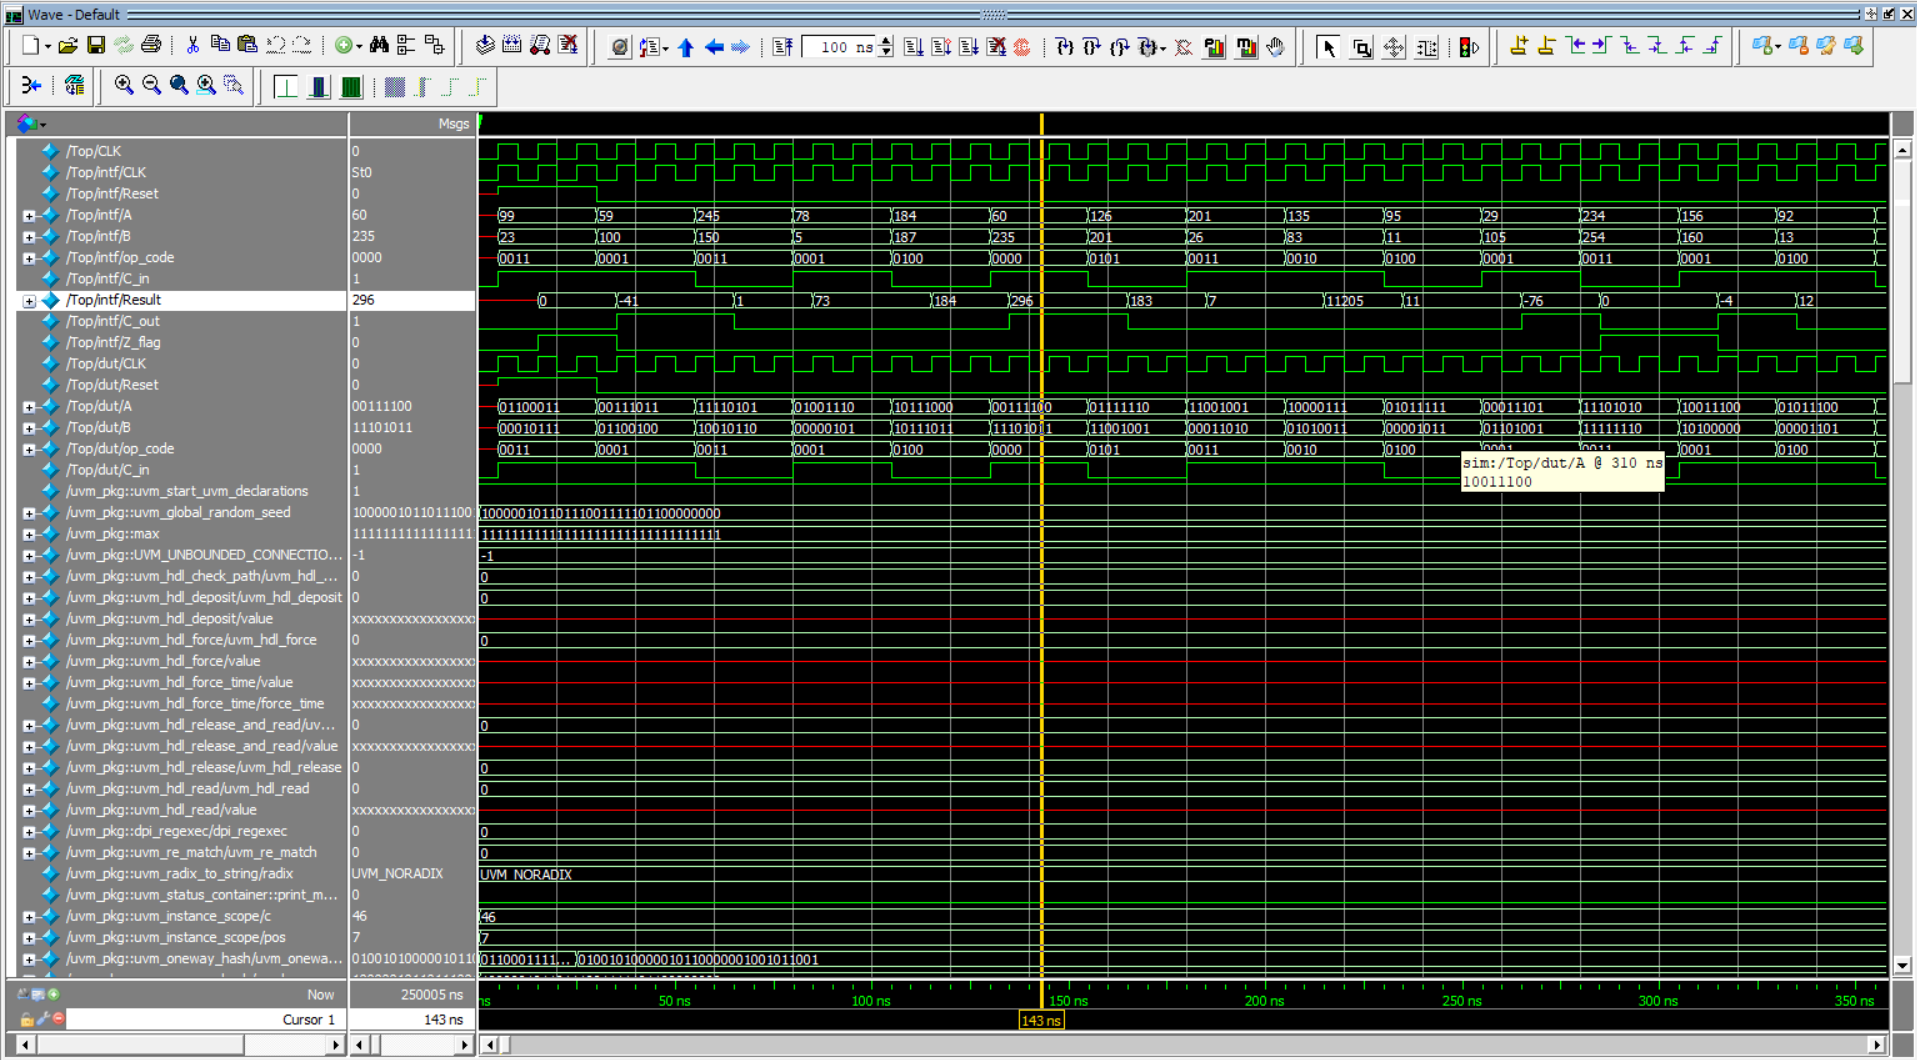 Wave - Default
100 ns
Msgs
/Top/CLK 0
/Top/intf/CLK St0
/Top/intf/Reset 0
/Top/intf/A 60 99 59 245 78 184 60 126 201 135 95 29 234 156 92
/Top/intf/B 235 23 100 150 5 187 235 201 26 83 11 105 254 160 13
/Top/intf/op_code 0000 0011 0001 0011 0001 0100 0000 0101 0011 0010 0100 0001 0011 0001 0100
/Top/intf/C_in 1
/Top/intf/Result 296 0 -41 1 73 184 296 183 7 11205 11 -76 0 -4 12
/Top/intf/C_out 1
/Top/intf/Z_flag 0
/Top/dut/CLK 0
/Top/dut/Reset 0
/Top/dut/A 00111100 01100011 00111011 11110101 01001110 10111000 00111100 01111110 11001001 10000111 01011111 00011101 11101010 10011100 01011100
/Top/dut/B 11101011 00010111 01100100 10010110 00000101 10111011 11101011 11001001 00011010 01010011 00001011 01101001 11111110 10100000 00001101
/Top/dut/op_code 0000 0011 0001 0011 0001 0100 0000 0101 0011 0010 0100 0001 0011 0001 0100
sim:/Top/dut/A @ 310 ns
10011100
/Top/dut/C_in 1
/uvm_pkg::uvm_start_uvm_declarations 1
/uvm_pkg::uvm_global_random_seed 1000001011011100 10000010110111001111101100000000
/uvm_pkg::max 1111111111111111 11111111111111111111111111111111
/uvm_pkg::UVM_UNBOUNDED_CONNECTIO... -1 -1
/uvm_pkg::uvm_hdl_check_path/uvm_hdl_... 0 0
/uvm_pkg::uvm_hdl_deposit/uvm_hdl_deposit 0 0
/uvm_pkg::uvm_hdl_deposit/value xxxxxxxxxxxxxxxxx
/uvm_pkg::uvm_hdl_force/uvm_hdl_force 0 0
/uvm_pkg::uvm_hdl_force/value xxxxxxxxxxxxxxxxx
/uvm_pkg::uvm_hdl_force_time/value xxxxxxxxxxxxxxxxx
/uvm_pkg::uvm_hdl_force_time/force_time xxxxxxxxxxxxxxxxx
/uvm_pkg::uvm_hdl_release_and_read/uv... 0 0
/uvm_pkg::uvm_hdl_release_and_read/value xxxxxxxxxxxxxxxxx
/uvm_pkg::uvm_hdl_release/uvm_hdl_release 0 0
/uvm_pkg::uvm_hdl_read/uvm_hdl_read 0 0
/uvm_pkg::uvm_hdl_read/value xxxxxxxxxxxxxxxxx
/uvm_pkg::dpi_regexec/dpi_regexec 0 0
/uvm_pkg::uvm_re_match/uvm_re_match 0 0
/uvm_pkg::uvm_radix_to_string/radix UVM_NORADIX UVM_NORADIX
/uvm_pkg::uvm_status_container::print_m... 0
/uvm_pkg::uvm_instance_scope/c 46 46
/uvm_pkg::uvm_instance_scope/pos 7 7
/uvm_pkg::uvm_oneway_hash/uvm_onewa... 0100101000001011 0110001111... 01001010000010110000001001011001
Now 250005 ns ns 50 ns 100 ns 150 ns 200 ns 250 ns 300 ns 350 ns
Cursor 1 143 ns 143 ns